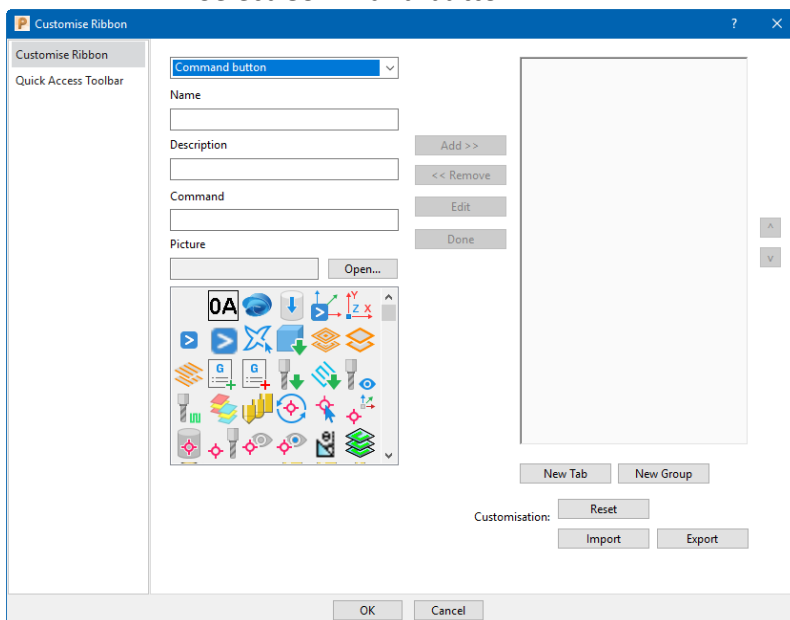 Customise Ribbon
?
Customise Ribbon
Quick Access Toolbar
Command button
Name
Description
Add >>
<< Remove
Command
Edit
Picture
Done
Open...
0A
Y
Z X
G
G
New Tab
New Group
Customisation:
Reset
Import
Export
OK
Cancel